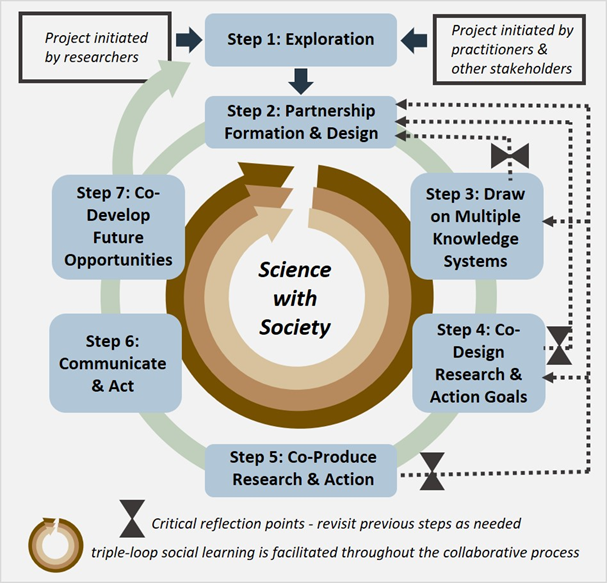 Project initiated
by researchers
Step 1: Exploration
Project initiated by
practitioners &
other stakeholders
Step 2: Partnership
Formation & Design
Step 3: Draw
on Multiple
Knowledge
Systems
Step 4: Co-
Design
Research &
Action Goals
Step 5: Co-Produce
Research & Action
Step 6:
Communicate
& Act
Step 7: Co-
Develop
Future
Opportunities
Science
with
Society
Critical reflection points - revisit previous steps as needed
triple-loop social learning is facilitated throughout the collaborative process